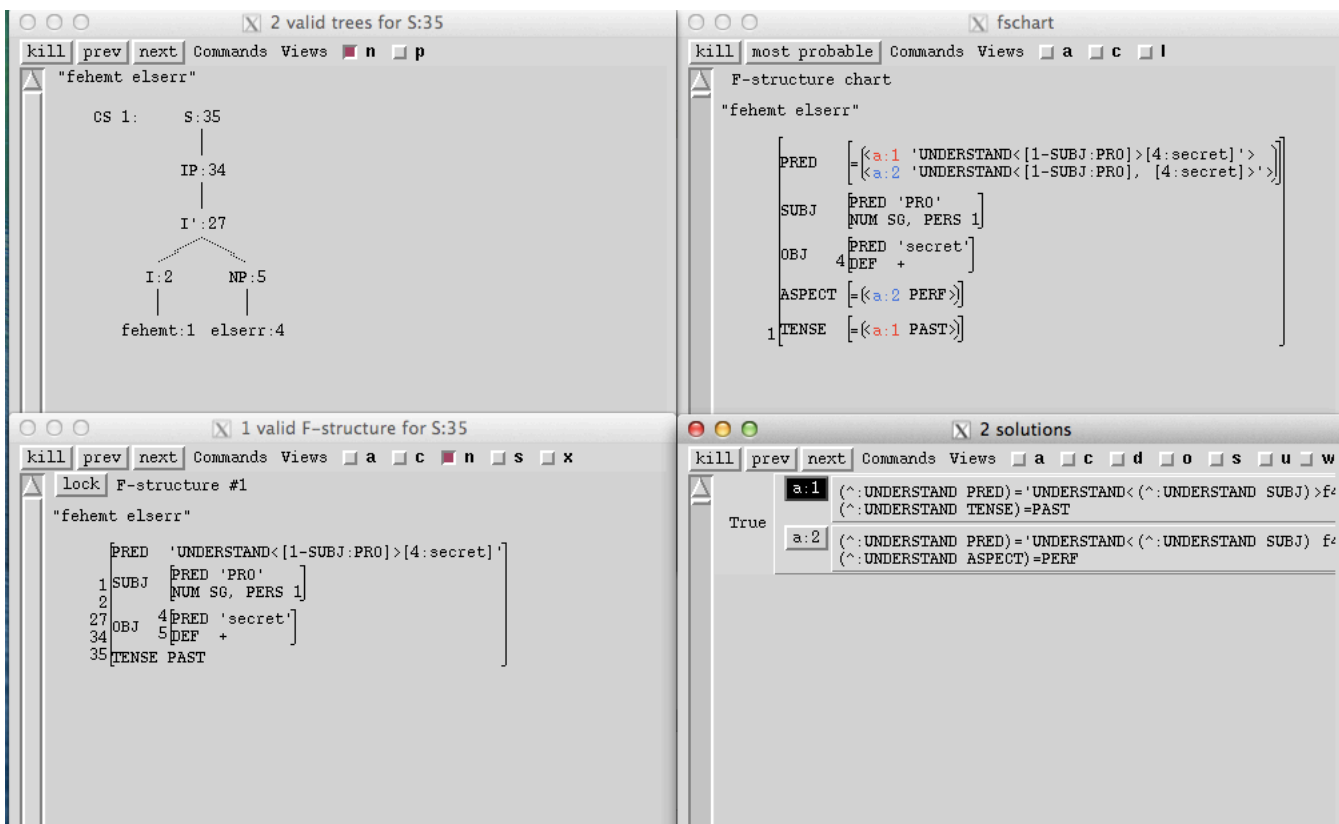 2 valid trees for S:35
kill prev next Commands Views n p
"fehemt elserr"
CS 1: S:35
IP:34
I':27
I:2 NP:5
fehemt:1 elserr:4
fschart
kill most probable Commands Views a c l
F-structure chart
"fehemt elserr"
PRED =<a:1 'UNDERSTAND<[1-SUBJ:PRO]>[4:secret]'>
<a:2 'UNDERSTAND<[1-SUBJ:PRO], [4:secret]>'>
SUBJ PRED 'PRO'
NUM SG, PERS 1
OBJ PRED 'secret'
4 DEF +
ASPECT =<a:2 PERF>
1 TENSE =<a:1 PAST>
1 valid F-structure for S:35
kill prev next Commands Views a c n s x
lock F-structure #1
"fehemt elserr"
PRED 'UNDERSTAND<[1-SUBJ:PRO]>[4:secret]'
1 SUBJ PRED 'PRO'
2 NUM SG, PERS 1
27 OBJ 4 PRED 'secret'
34 5 DEF +
35 TENSE PAST
2 solutions
kill prev next Commands Views a c d o s u w
a:1 (^:UNDERSTAND PRED)='UNDERSTAND<(^:UNDERSTAND SUBJ)>f4
(^:UNDERSTAND TENSE)=PAST
True
a:2 (^:UNDERSTAND PRED)='UNDERSTAND<(^:UNDERSTAND SUBJ) f4
(^:UNDERSTAND ASPECT)=PERF